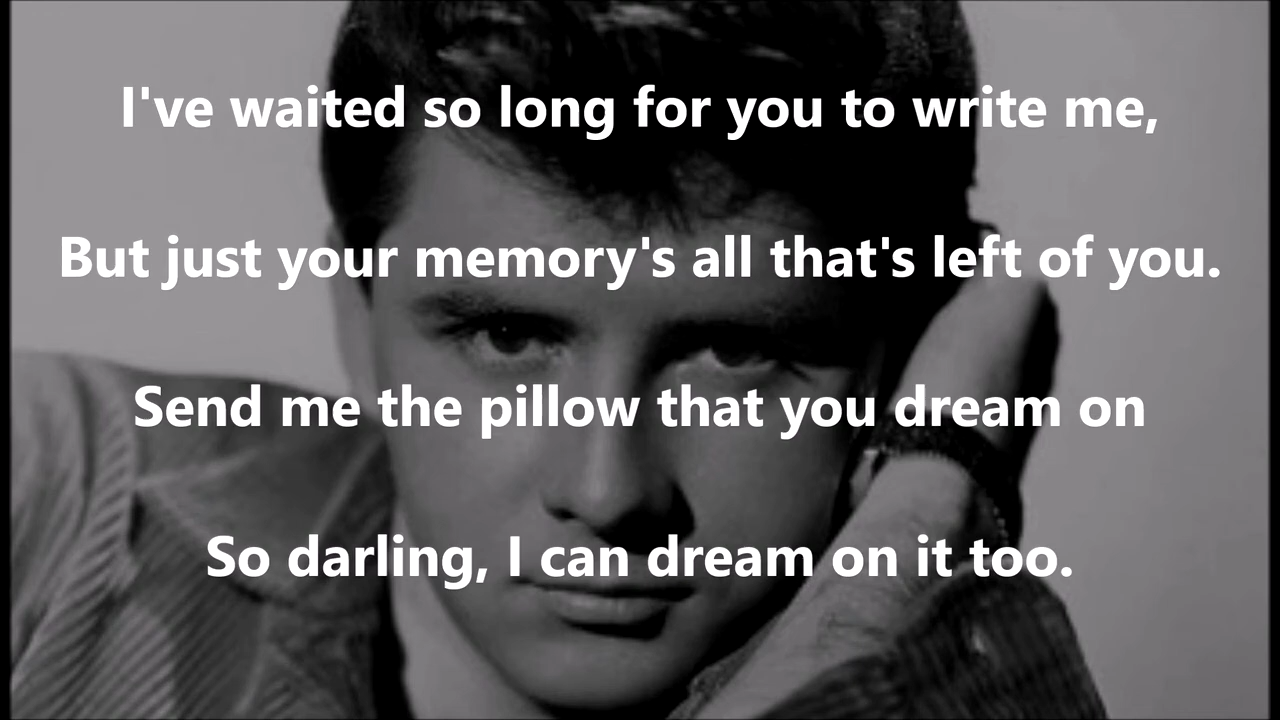 I've waited so long for you to write me,
But just your memory's all that's left of you.
Send me the pillow that you dream on
So darling, I can dream on it too.